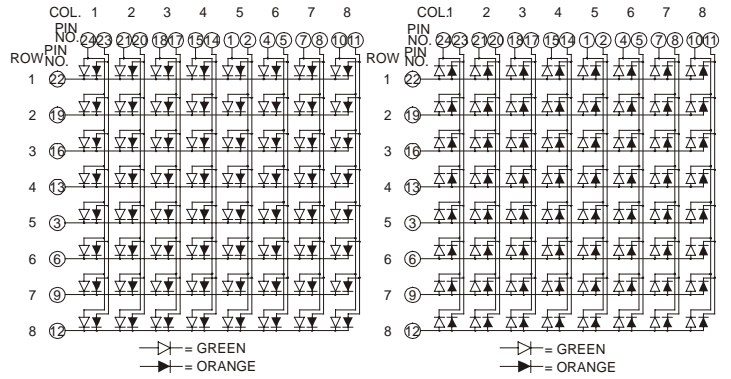 COL. 1 2 3 4 5 6 7 8
PIN NO. 24 23 21 20 18 17 15 14 1 2 4 5 7 8 10 11
ROW PIN NO.
1 22
2 19
3 16
4 13
5 3
6 6
7 9
8 12
= GREEN
= ORANGE
COL. 1 2 3 4 5 6 7 8
PIN NO. 24 23 21 20 18 17 15 14 1 2 4 5 7 8 10 11
ROW PIN NO.
1 22
2 19
3 16
4 13
5 3
6 6
7 9
8 12
= GREEN
= ORANGE